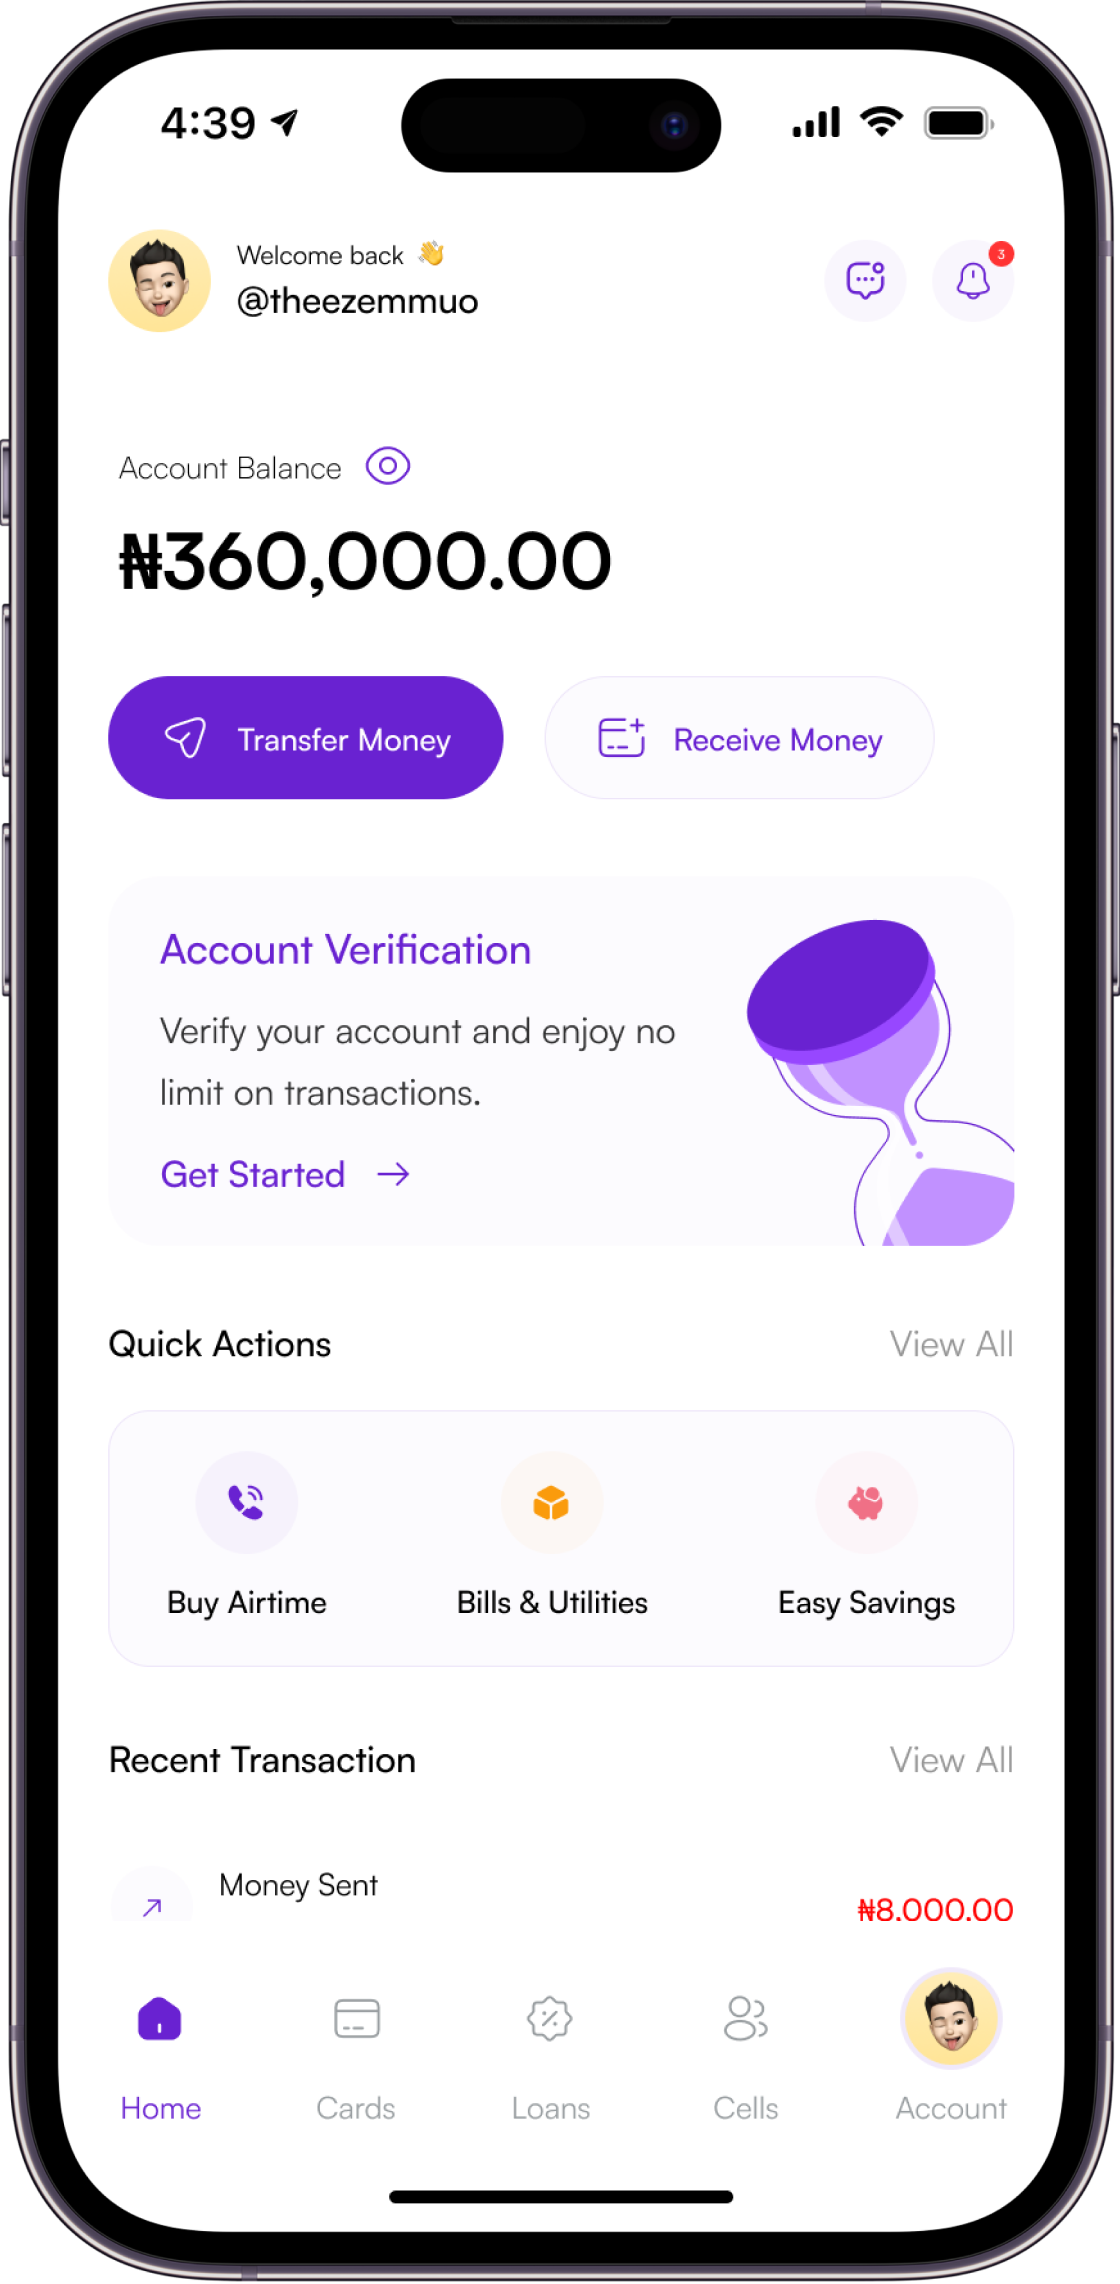 4:39
Welcome back 👋
@theezemmuo
3
Account Balance
₦360,000.00
Transfer Money
Receive Money
Account Verification
Verify your account and enjoy no
limit on transactions.
Get Started →
Quick Actions
View All
Buy Airtime
Bills & Utilities
Easy Savings
Recent Transaction
View All
Money Sent
₦8.000.00
Home
Cards
Loans
Cells
Account